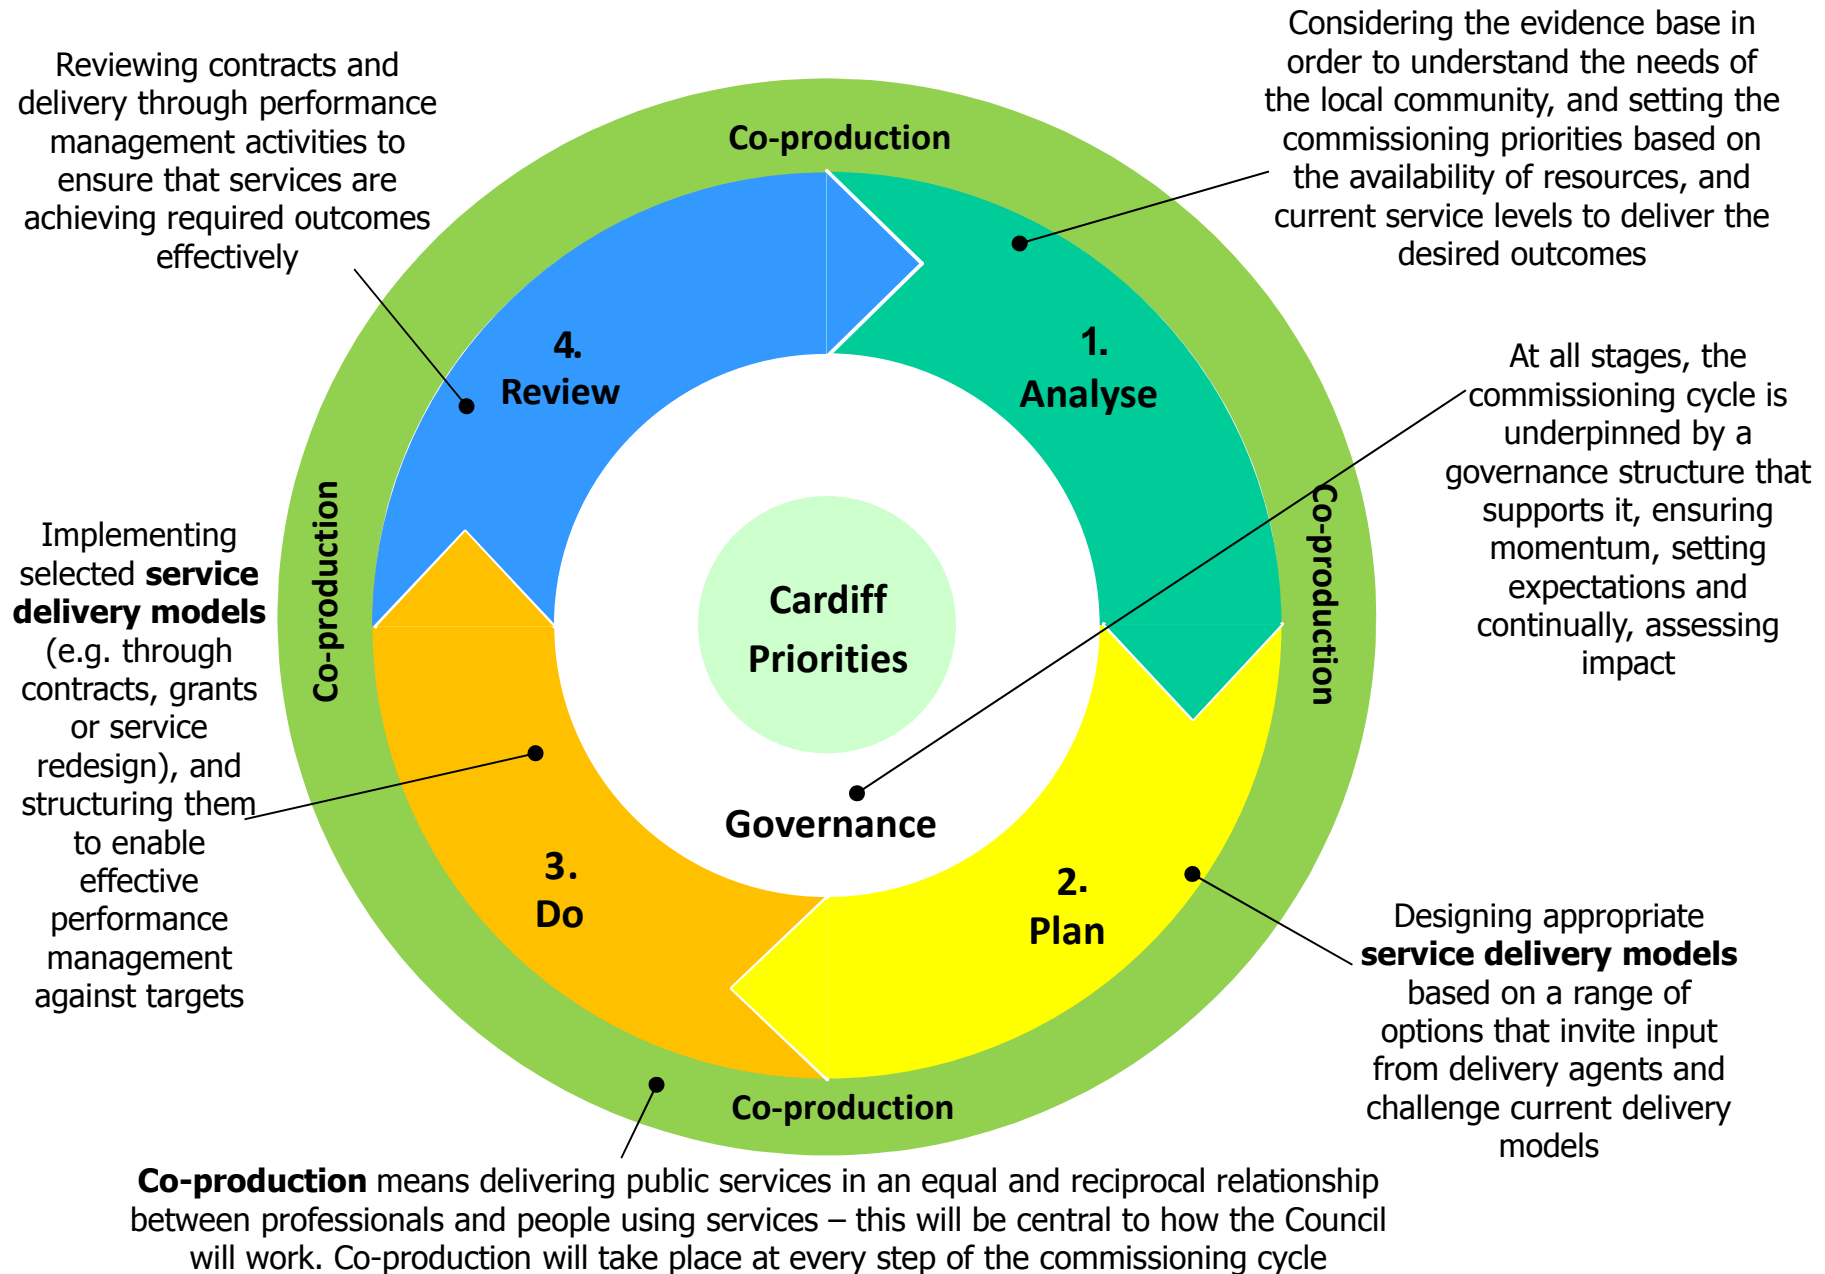 Considering the evidence base in
order to understand the needs of
the local community, and setting the
commissioning priorities based on
the availability of resources, and
current service levels to deliver the
desired outcomes
Reviewing contracts and
delivery through performance
management activities to
ensure that services are
achieving required outcomes
effectively
Co-production
4.
Review
1.
Analyse
At all stages, the
commissioning cycle is
underpinned by a
governance structure that
supports it, ensuring
momentum, setting
expectations and
continually, assessing
impact
Co-production
Co-production
Implementing
selected service
delivery models
(e.g. through
contracts, grants
or service
redesign), and
structuring them
to enable
effective
performance
management
against targets
Cardiff
Priorities
Governance
3.
Do
2.
Plan
Designing appropriate
service delivery models
based on a range of
options that invite input
from delivery agents and
challenge current delivery
models
Co-production
Co-production means delivering public services in an equal and reciprocal relationship
between professionals and people using services – this will be central to how the Council
will work. Co-production will take place at every step of the commissioning cycle